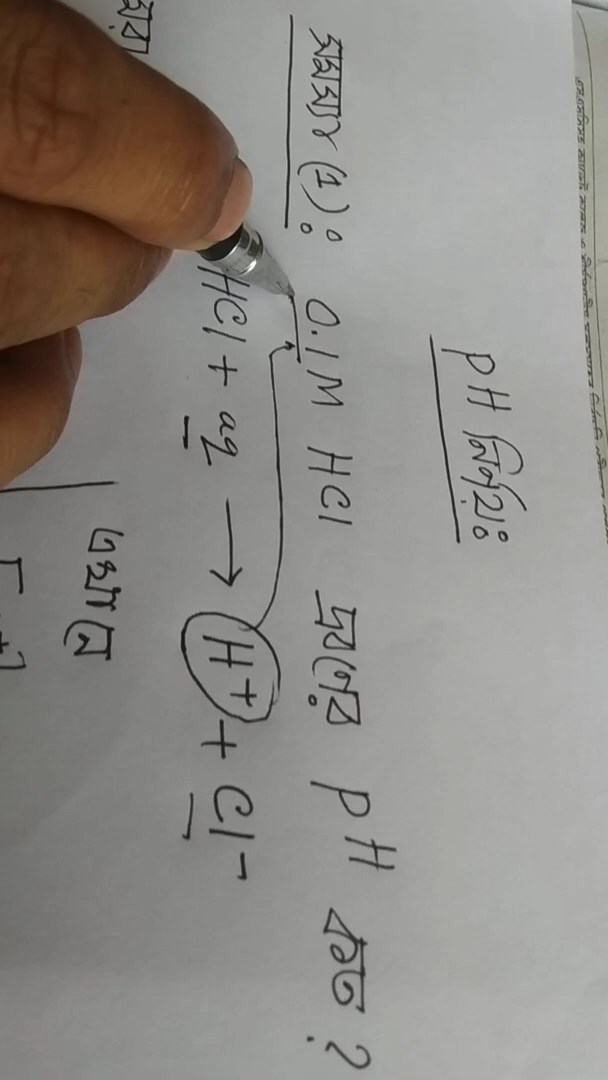 pH নির্ণয়ঃ
সমস্যা (1)ঃ 0.1M HCl দ্রবণের pH কত ?
HCl + aq → H+ + Cl-
এখানে